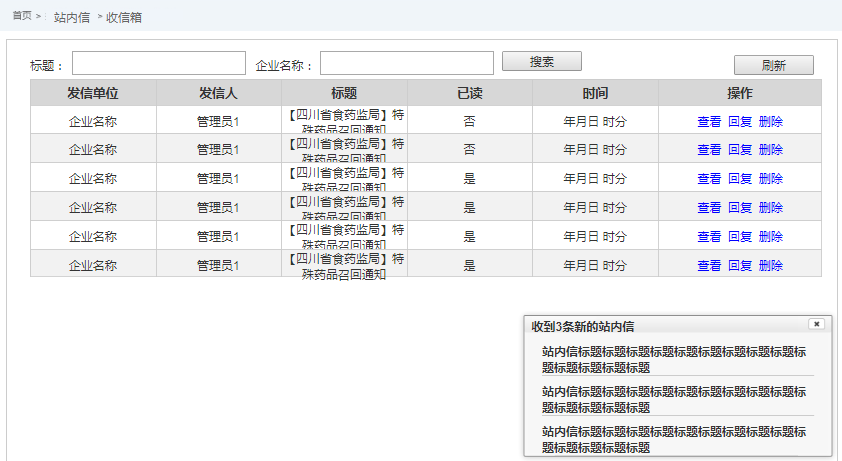 首页 > 站内信 > 收信箱
标题： 企业名称： 搜索 刷新
发信单位 发信人 标题 已读 时间 操作
企业名称 管理员1 【四川省食药监局】特 否 年月日 时分 查看 回复 删除
殊药品召回通知
企业名称 管理员1 【四川省食药监局】特 否 年月日 时分 查看 回复 删除
殊药品召回通知
企业名称 管理员1 【四川省食药监局】特 是 年月日 时分 查看 回复 删除
殊药品召回通知
企业名称 管理员1 【四川省食药监局】特 是 年月日 时分 查看 回复 删除
殊药品召回通知
企业名称 管理员1 【四川省食药监局】特 是 年月日 时分 查看 回复 删除
殊药品召回通知
企业名称 管理员1 【四川省食药监局】特 是 年月日 时分 查看 回复 删除
殊药品召回通知
收到3条新的站内信
站内信标题标题标题标题标题标题标题标题标题标
题标题标题标题标题
站内信标题标题标题标题标题标题标题标题标题标
题标题标题标题标题
站内信标题标题标题标题标题标题标题标题标题标
题标题标题标题标题